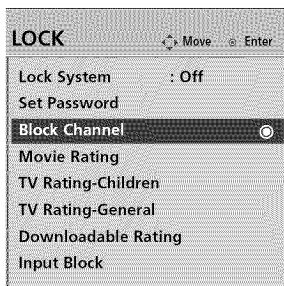 LOCK Move Enter
Lock System : Off
Set Password
Block Channel
Movie Rating
TV Rating-Children
TV Rating-General
Downloadable Rating
Input Block